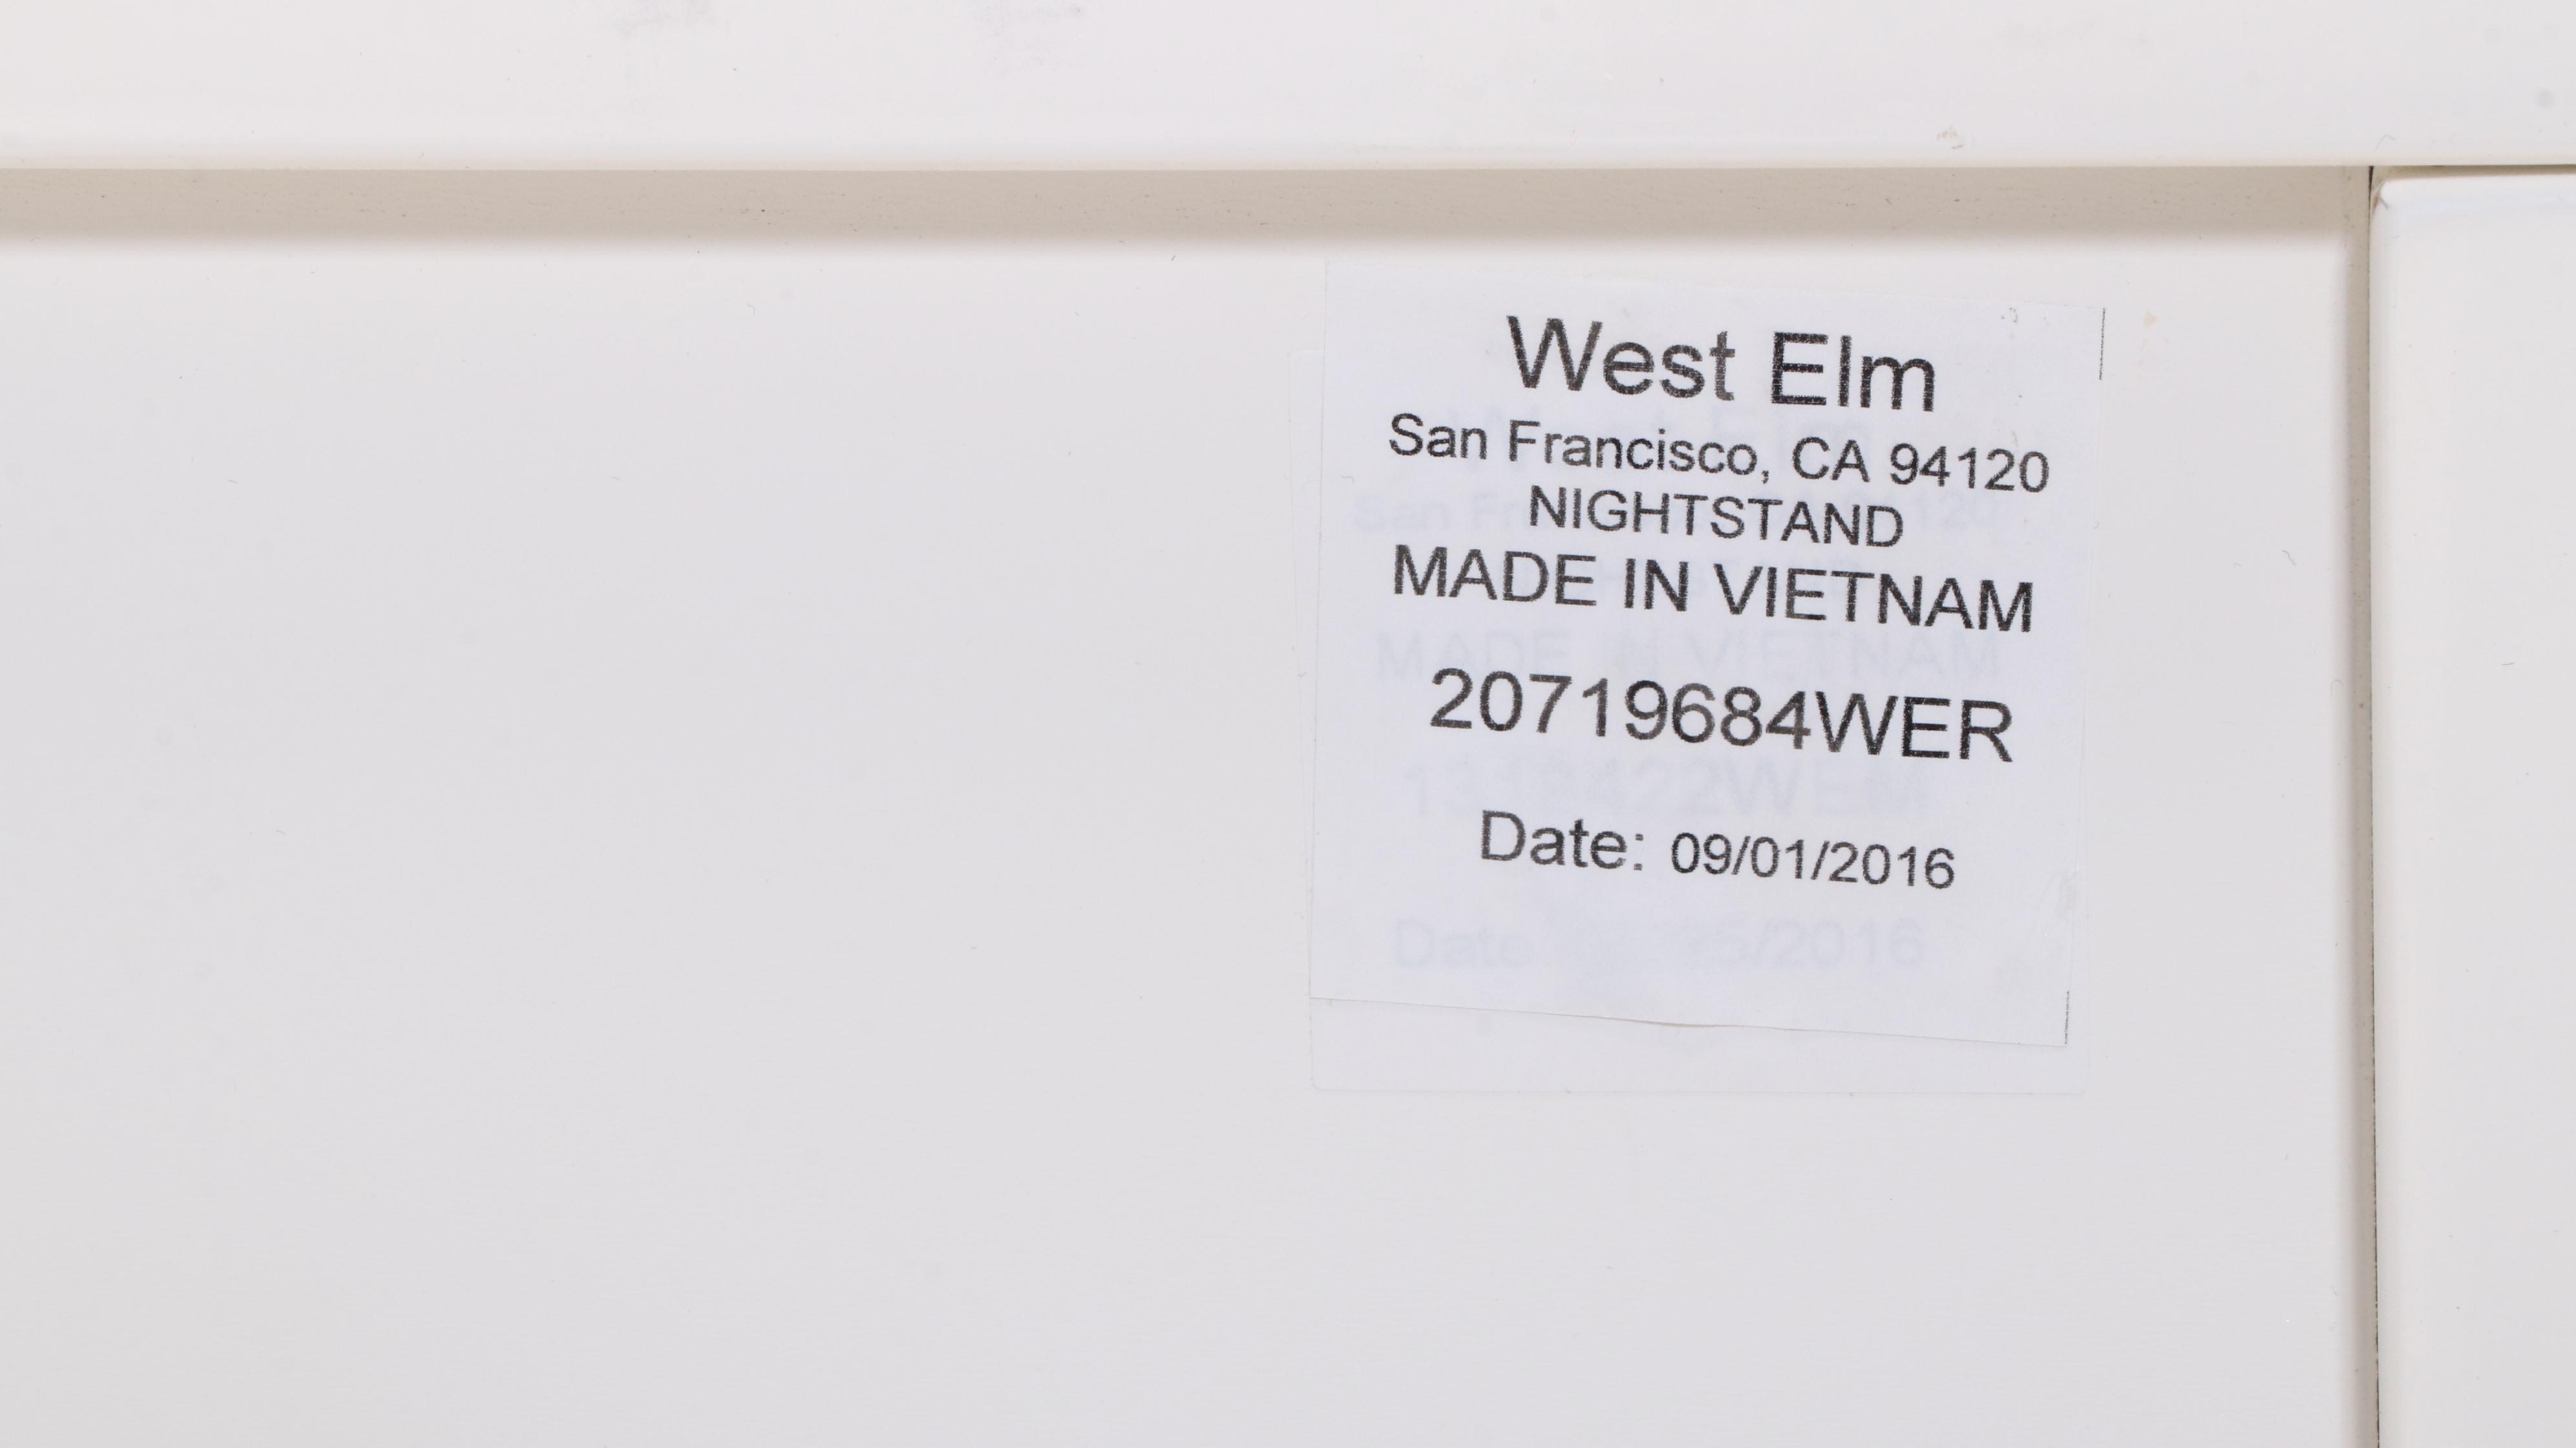 West Elm
San Francisco, CA 94120
NIGHTSTAND
MADE IN VIETNAM
20719684WER
Date: 09/01/2016